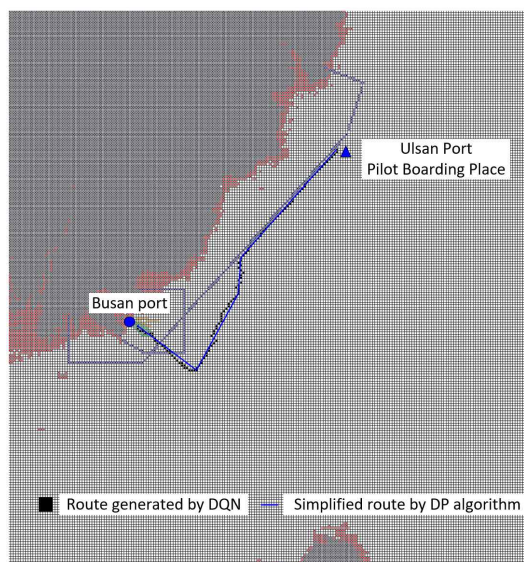 Ulsan Port
Pilot Boarding Place
Busan port
Route generated by DQN
Simplified route by DP algorithm